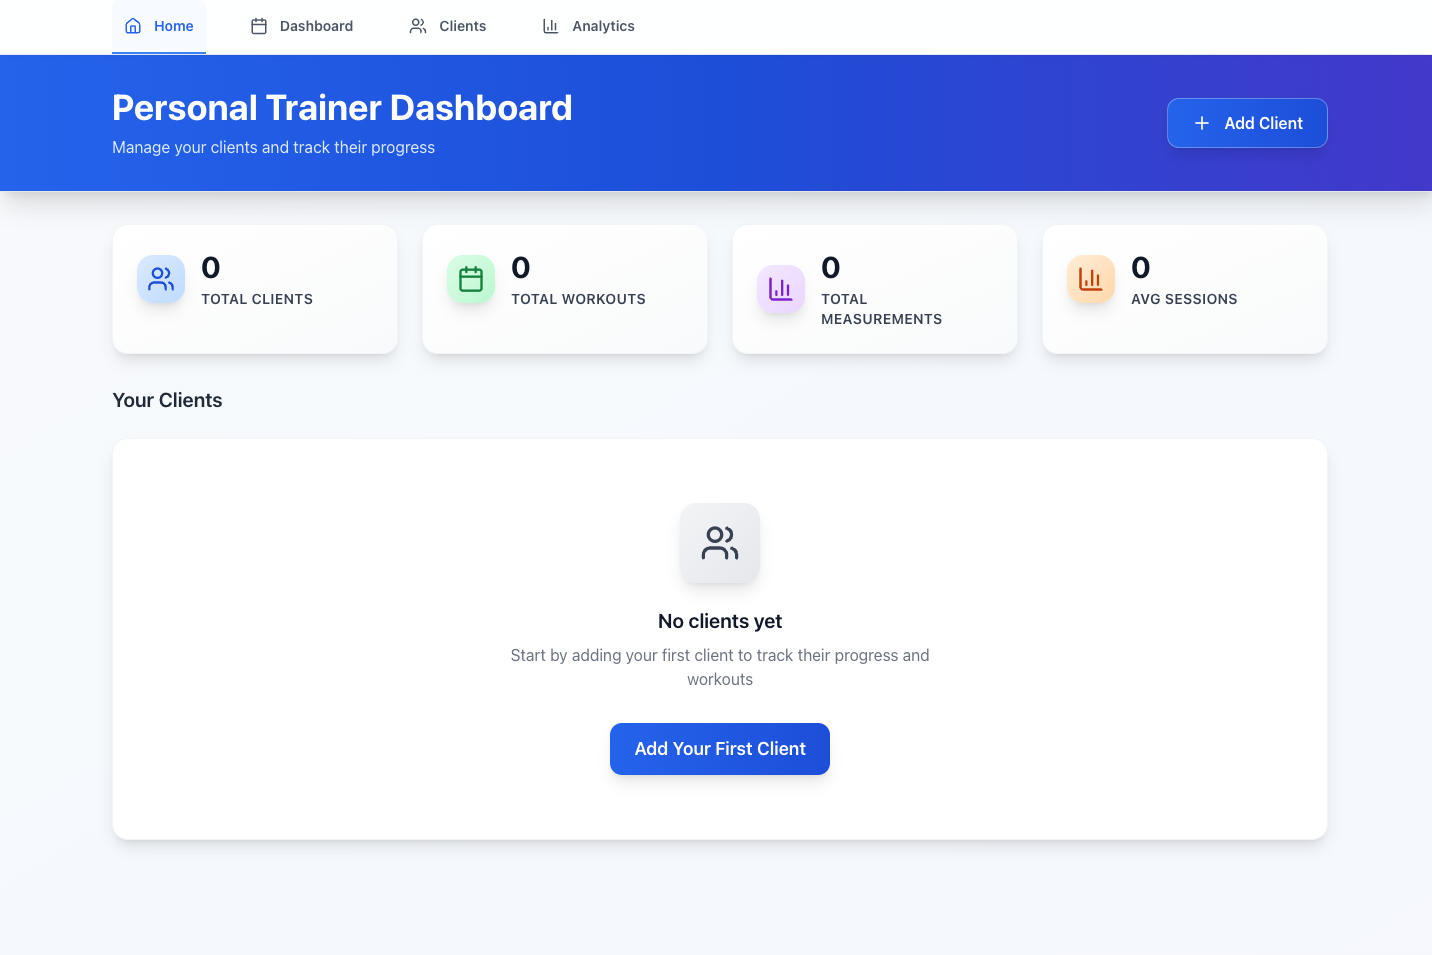 Home
Dashboard
Clients
Analytics
Personal Trainer Dashboard
Manage your clients and track their progress
Add Client
0
TOTAL CLIENTS
0
TOTAL WORKOUTS
0
TOTAL
MEASUREMENTS
0
AVG SESSIONS
Your Clients
No clients yet
Start by adding your first client to track their progress and
workouts
Add Your First Client